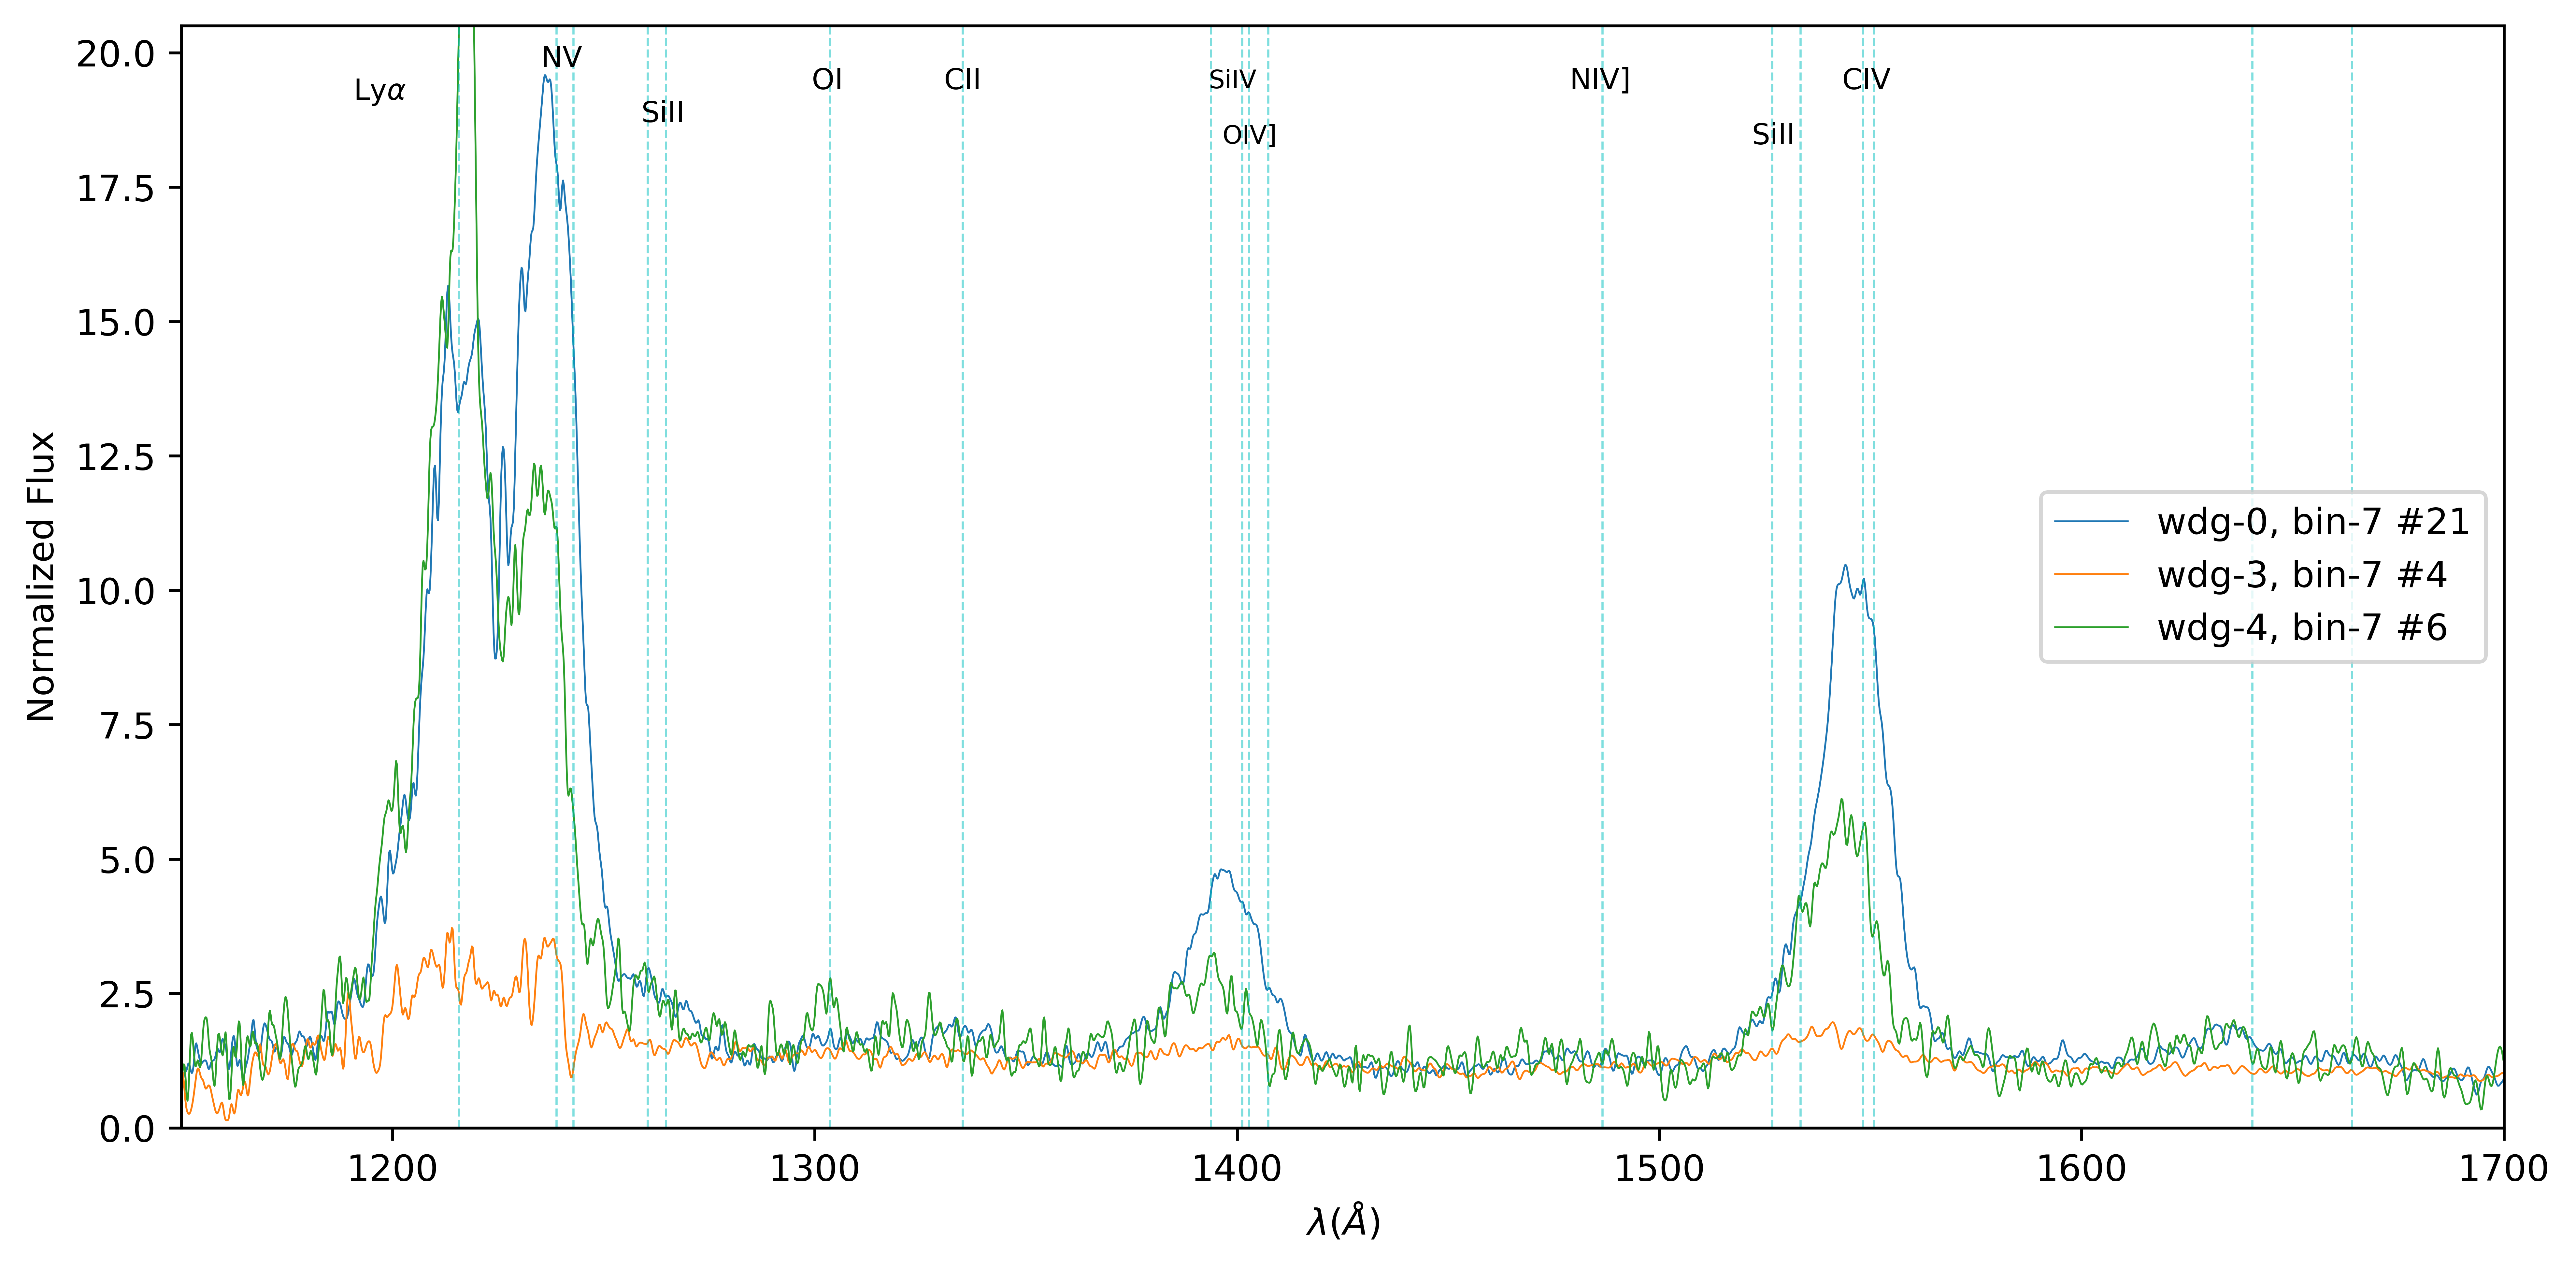 NV
Lyα
SiII
OI
CII
SiIV
OIV]
NIV]
SiII
CIV
20.0
17.5
15.0
12.5
10.0
7.5
5.0
2.5
0.0
Normalized Flux
wdg-0, bin-7 #21
wdg-3, bin-7 #4
wdg-4, bin-7 #6
1200
1300
1400
1500
1600
1700
λ(Å)